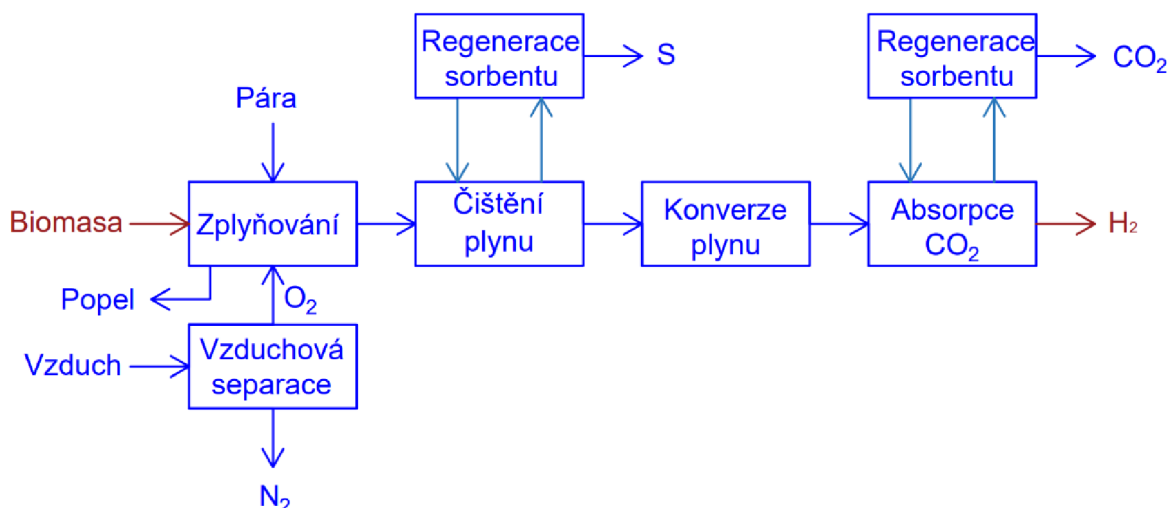 Regenerace
sorbentu
S
Regenerace
sorbentu
CO₂
Pára
Biomasa
Zplyňování
Čištění
plynu
Konverze
plynu
Absorpce
CO₂
H₂
Popel
O₂
Vzduch
Vzduchová
separace
N₂